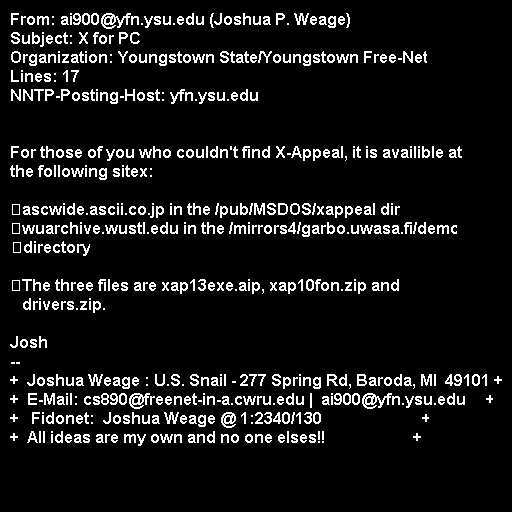 From: ai900@yfn.ysu.edu (Joshua P. Weage)
Subject: X for PC
Organization: Youngstown State/Youngstown Free-Net
Lines: 17
NNTP-Posting-Host: yfn.ysu.edu
For those of you who couldn't find X-Appeal, it is availible at
the following sitex:
ascwide.ascii.co.jp in the /pub/MSDOS/xappeal dir
wuarchive.wustl.edu in the /mirrors4/garbo.uwasa.fi/demo
directory
The three files are xap13exe.aip, xap10fon.zip and
drivers.zip.
Josh
--
+  Joshua Weage : U.S. Snail - 277 Spring Rd, Baroda, MI  49101 +
+  E-Mail: cs890@freenet-in-a.cwru.edu |  ai900@yfn.ysu.edu     +
+   Fidonet:  Joshua Weage @ 1:2340/130                         +
+  All ideas are my own and no one elses!!                      +